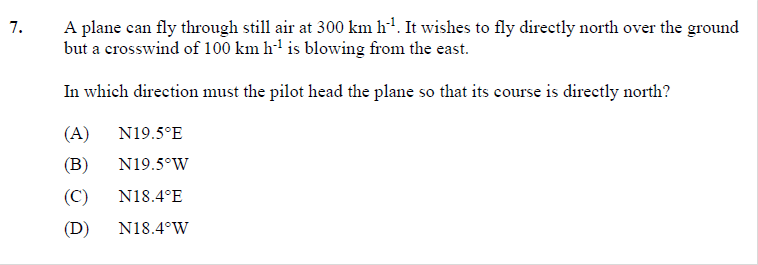 7. A plane can fly through still air at 300 km h⁻¹. It wishes to fly directly north over the ground
but a crosswind of 100 km h⁻¹ is blowing from the east.
In which direction must the pilot head the plane so that its course is directly north?
(A) N19.5°E
(B) N19.5°W
(C) N18.4°E
(D) N18.4°W